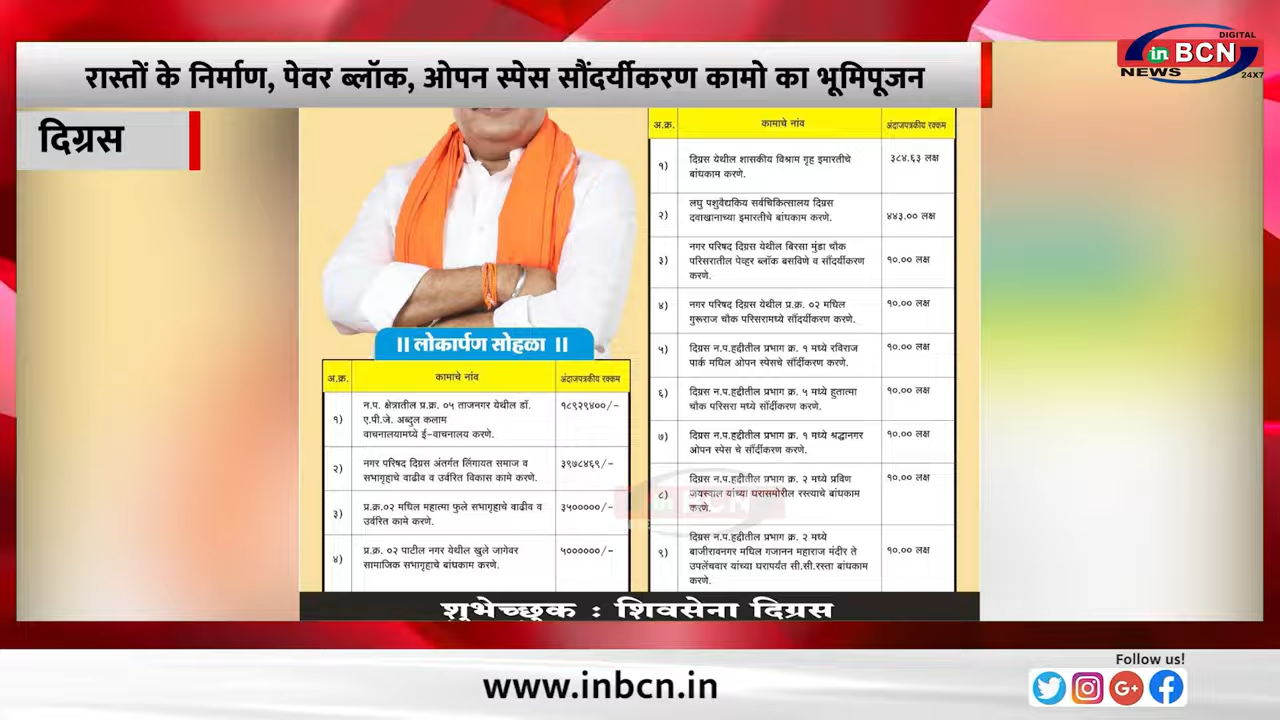 रास्तों के निर्माण, पेवर ब्लॉक, ओपन स्पेस सौंदर्यीकरण कामो का भूमिपूजन
DIGITAL
in BCN
NEWS 24X7
दिग्रस
॥ लोकार्पण सोहळा ॥
अ.क्र. कामाचे नांव अंदाजपत्रकीय रक्कम
१) न.प. क्षेत्रातील प्र.क्र. ०५ ताजनगर येथील डॉ. १८९२९४००/-
ए.पी.जे. अब्दुल कलाम
वाचनालयामध्ये ई-वाचनालय करणे.
२) नगर परिषद दिग्रस अंतर्गत लिंगायत समाज व ३९७८४६९/-
सभागृहाचे वाढीव व उर्वरित विकास कामे करणे.
३) प्र.क्र.०२ मधिल महात्मा फुले सभागृहाचे वाढीव व ३५०००००/-
उर्वरित कामे करणे.
४) प्र.क्र. ०२ पाटील नगर येथील खुले जागेवर ५००००००/-
सामाजिक सभागृहाचे बांधकाम करणे.
अ.क्र. कामाचे नांव अंदाजपत्रकीय रक्कम
१) दिग्रस येथील शासकीय विश्राम गृह इमारतीचे ३८४.६३ लक्ष
बांधकाम करणे.
२) लघु पशुवैद्यकिय सर्वचिकित्सालय दिग्रस ४४३.०० लक्ष
दवाखानाच्या इमारतीचे बांधकाम करणे.
३) नगर परिषद दिग्रस येथील बिरसा मुंडा चौक १०.०० लक्ष
परिसरातील पेव्हर ब्लॉक बसविणे व सौंदर्यीकरण
करणे.
४) नगर परिषद दिग्रस येथील प्र.क्र. ०२ मधिल १०.०० लक्ष
गुरूराज चौक परिसरामध्ये सौंदर्यीकरण करणे.
५) दिग्रस न.प.हद्दीतील प्रभाग क्र. १ मध्ये रविराज १०.०० लक्ष
पार्क मधिल ओपन स्पेसचे सौंर्दीकरण करणे.
६) दिग्रस न.प.हद्दीतील प्रभाग क्र. ५ मध्ये हुतात्मा १०.०० लक्ष
चौक परिसरा मध्ये सौंर्दीकरण करणे.
७) दिग्रस न.प.हद्दीतील प्रभाग क्र. १ मध्ये श्रद्धानगर १०.०० लक्ष
ओपन स्पेस चे सौंर्दीकरण करणे.
८) दिग्रस न.प.हद्दीतील प्रभाग क्र. २ मध्ये प्रविण १०.०० लक्ष
जयस्वाल यांच्या घरासमोरील रस्त्याचे बांधकाम
करणे.
९) दिग्रस न.प.हद्दीतील प्रभाग क्र. २ मध्ये १०.०० लक्ष
बाजीरावनगर मधिल गजानन महाराज मंदीर ते
उपलेंचवार यांच्या घरापर्यंत सी.सी.रस्ता बांधकाम
करणे.
in BCN
शुभेच्छूक : शिवसेना दिग्रस
www.inbcn.in
Follow us!